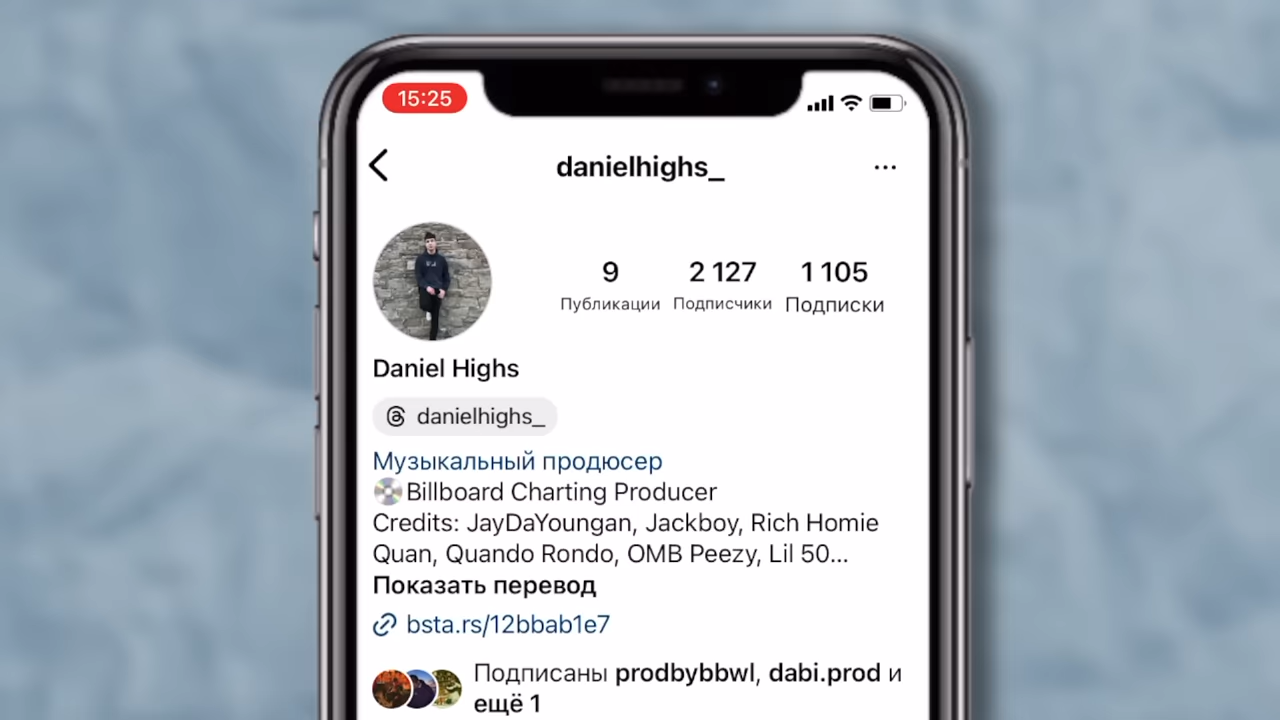 15:25
danielhighs_
9 2 127 1 105
Публикации Подписчики Подписки
Daniel Highs
danielhighs_
Музыкальный продюсер
Billboard Charting Producer
Credits: JayDaYoungan, Jackboy, Rich Homie
Quan, Quando Rondo, OMB Peezy, Lil 50...
Показать перевод
bsta.rs/12bbab1e7
Подписаны prodbybbwl, dabi.prod и
ещё 1